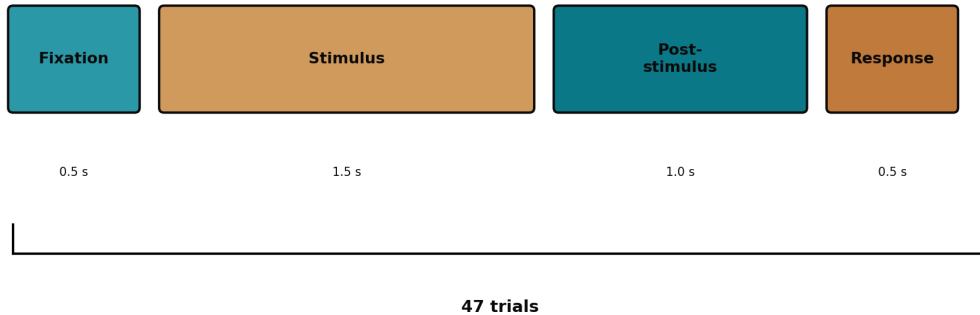 Fixation
Stimulus
Post-
stimulus
Response
0.5 s
1.5 s
1.0 s
0.5 s
47 trials